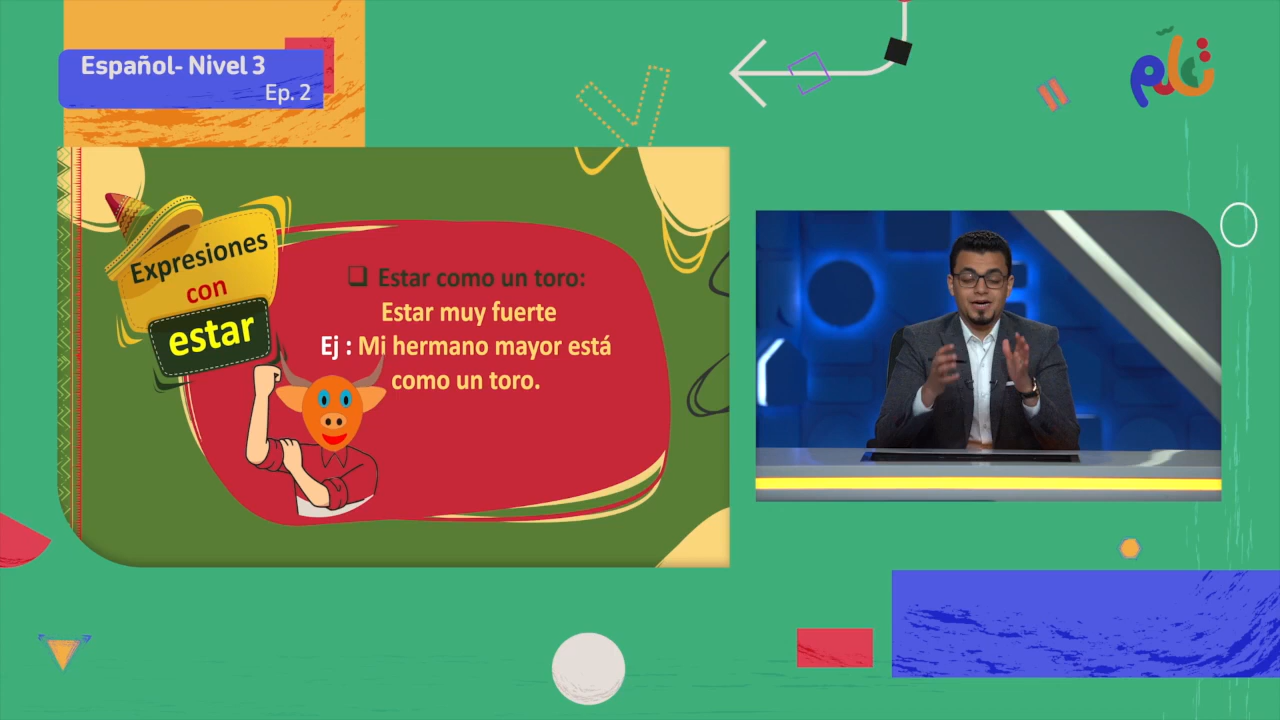 Español- Nivel 3
Ep. 2
تعلم
Expresiones
con
estar
❑ Estar como un toro:
Estar muy fuerte
Ej : Mi hermano mayor está
como un toro.